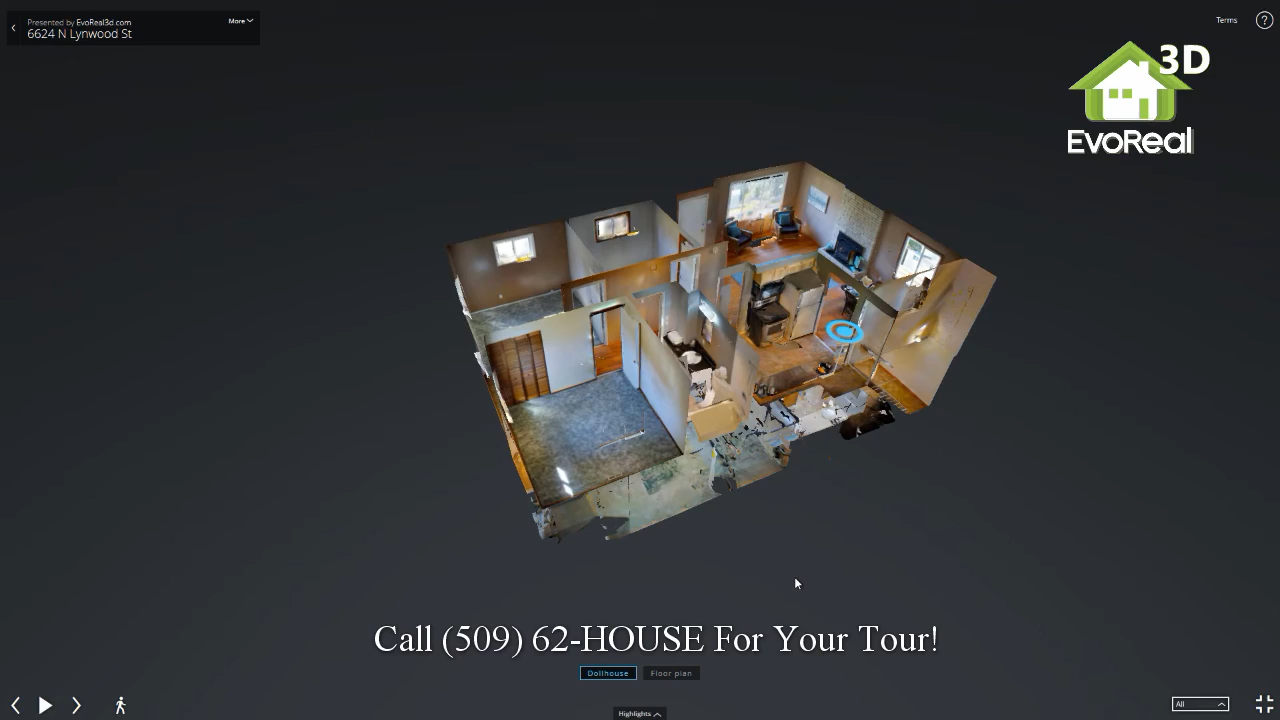 Presented by EvoReal3d.com
More
6624 N Lynwood St
Terms
?
3D
EvoReal
Call (509) 62-HOUSE For Your Tour!
Dollhouse
Floor plan
All
Highlights